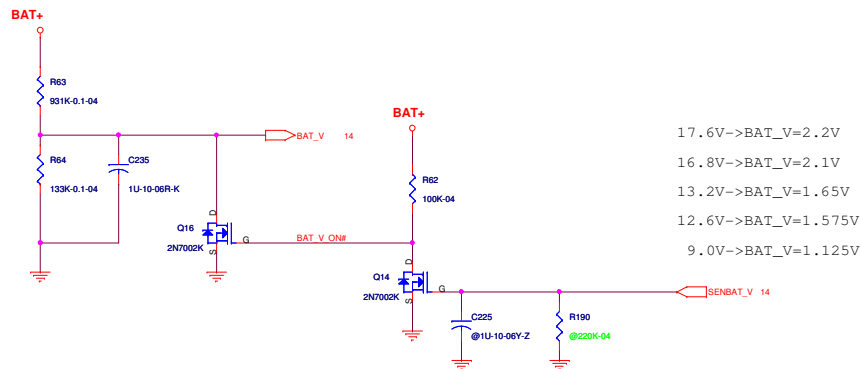 BAT+
R63
931K-0.1-04
BAT_V 14
R64
133K-0.1-04
C235
1U-10-06R-K
BAT+
R62
100K-04
17.6V->BAT_V=2.2V
16.8V->BAT_V=2.1V
13.2V->BAT_V=1.65V
12.6V->BAT_V=1.575V
9.0V->BAT_V=1.125V
Q16
2N7002K
D
G
S
BAT_V_ON#
Q14
2N7002K
D
G
S
SENBAT_V 14
C225
@1U-10-06Y-Z
R190
@220K-04